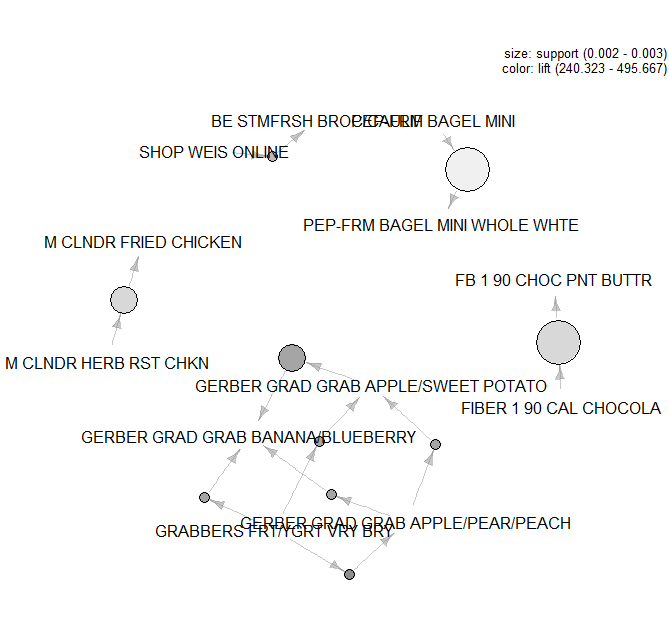 size: support (0.002 - 0.003)
color: lift (240.323 - 495.667)
BE STMFRSH BROC
PEP-FRM BAGEL MINI
SHOP WEIS ONLINE
PEP-FRM BAGEL MINI WHOLE WHTE
M CLNDR FRIED CHICKEN
FB 1 90 CHOC PNT BUTTR
M CLNDR HERB RST CHKN
GERBER GRAD GRAB APPLE/SWEET POTATO
FIBER 1 90 CAL CHOCOLA
GERBER GRAD GRAB BANANA/BLUEBERRY
GERBER GRAD GRAB APPLE/PEAR/PEACH
GRABBERS FRT/YGRT VRY BRY